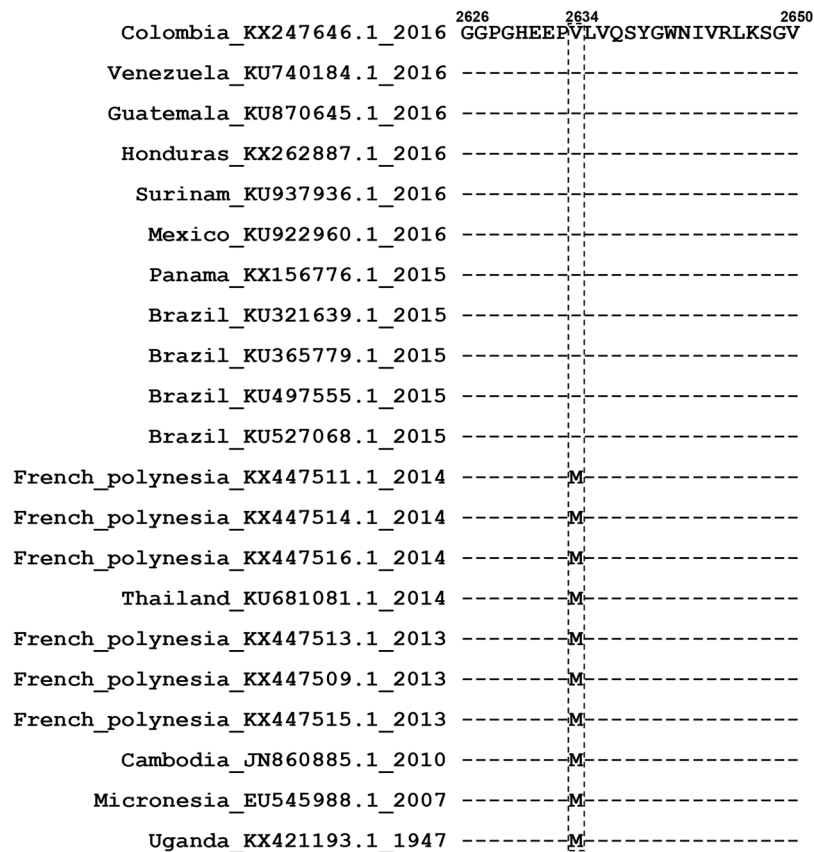 2626 2634 2650
Colombia_KX247646.1_2016 GGPGHEEPVLVQSYGWNIVRLKSGV
Venezuela_KU740184.1_2016 -------------------------
Guatemala_KU870645.1_2016 -------------------------
Honduras_KX262887.1_2016 -------------------------
Surinam_KU937936.1_2016 -------------------------
Mexico_KU922960.1_2016 -------------------------
Panama_KX156776.1_2015 -------------------------
Brazil_KU321639.1_2015 -------------------------
Brazil_KU365779.1_2015 -------------------------
Brazil_KU497555.1_2015 -------------------------
Brazil_KU527068.1_2015 -------------------------
French_polynesia_KX447511.1_2014 --------M----------------
French_polynesia_KX447514.1_2014 --------M----------------
French_polynesia_KX447516.1_2014 --------M----------------
Thailand_KU681081.1_2014 --------M----------------
French_polynesia_KX447513.1_2013 --------M----------------
French_polynesia_KX447509.1_2013 --------M----------------
French_polynesia_KX447515.1_2013 --------M----------------
Cambodia_JN860885.1_2010 --------M----------------
Micronesia_EU545988.1_2007 --------M----------------
Uganda_KX421193.1_1947 --------M----------------